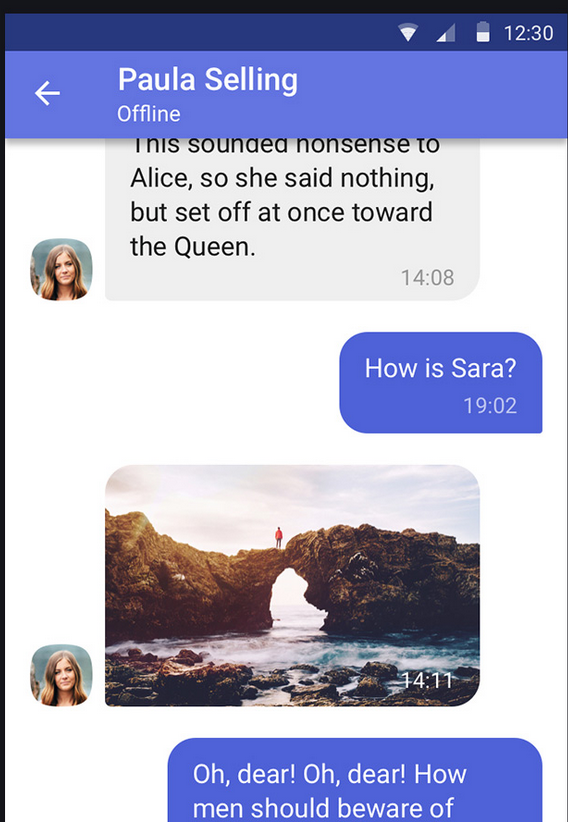 12:30
Paula Selling
Offline
This sounded nonsense to
Alice, so she said nothing,
but set off at once toward
the Queen.
14:08
How is Sara?
19:02
14:11
Oh, dear! Oh, dear! How
men should beware of